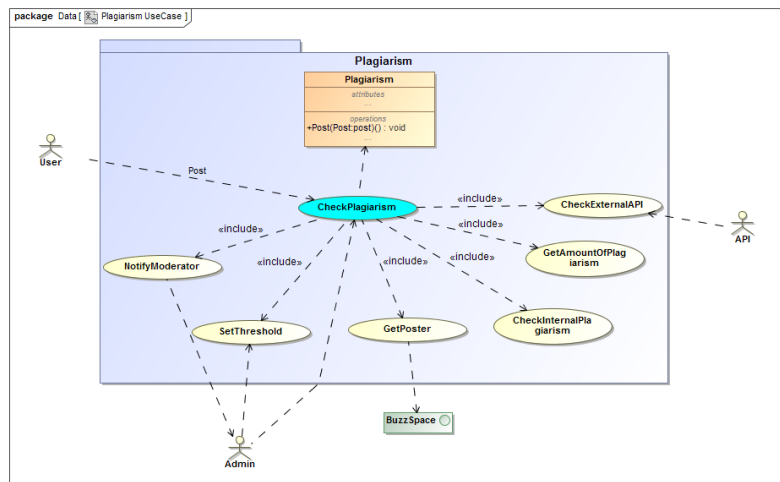 package Data [ Plagiarism UseCase ]
Plagiarism
Plagiarism
attributes
...
operations
+Post(Post:post)() : void
...
User
Post
CheckPlagiarism
«include»
CheckExternalAPI
API
«include»
«include»
GetAmountOfPlag
iarism
NotifyModerator
«include»
«include»
«include»
CheckInternalPla
giarism
SetThreshold
GetPoster
BuzzSpace
Admin